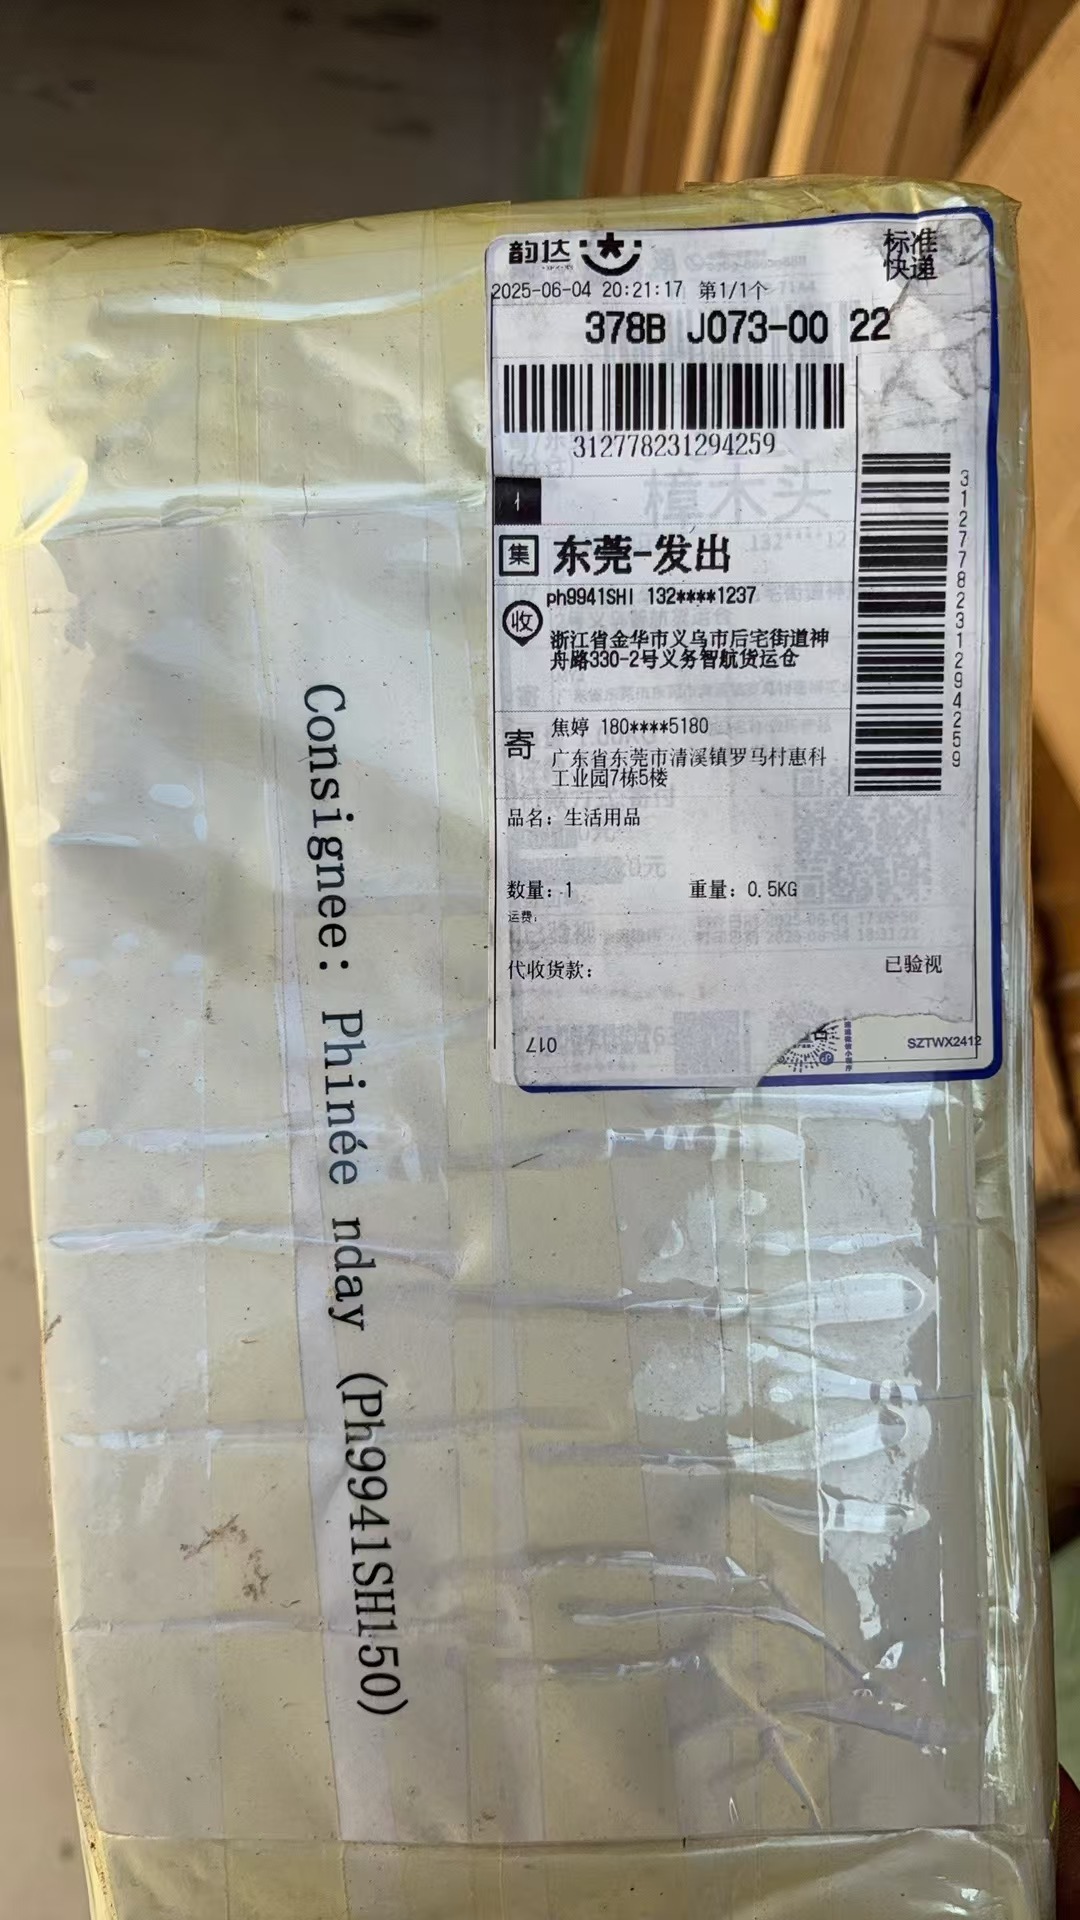 韵达
标准
快递
2025-06-04 20:21:17 第1/1个
378B J073-00 22
312778231294259
1
集 东莞-发出
收 ph9941SHI 132****1237
浙江省金华市义乌市后宅街道神
舟路330-2号义务智航货运仓
寄 焦婷 180****5180
广东省东莞市清溪镇罗马村惠科
工业园7栋5楼
312778231294259
品名：生活用品
数量：1 重量：0.5KG
运费：
代收货款：
已验视
017
SZTWX2412
樟木头
Consignee: Phinée nday (Ph9941SH150)